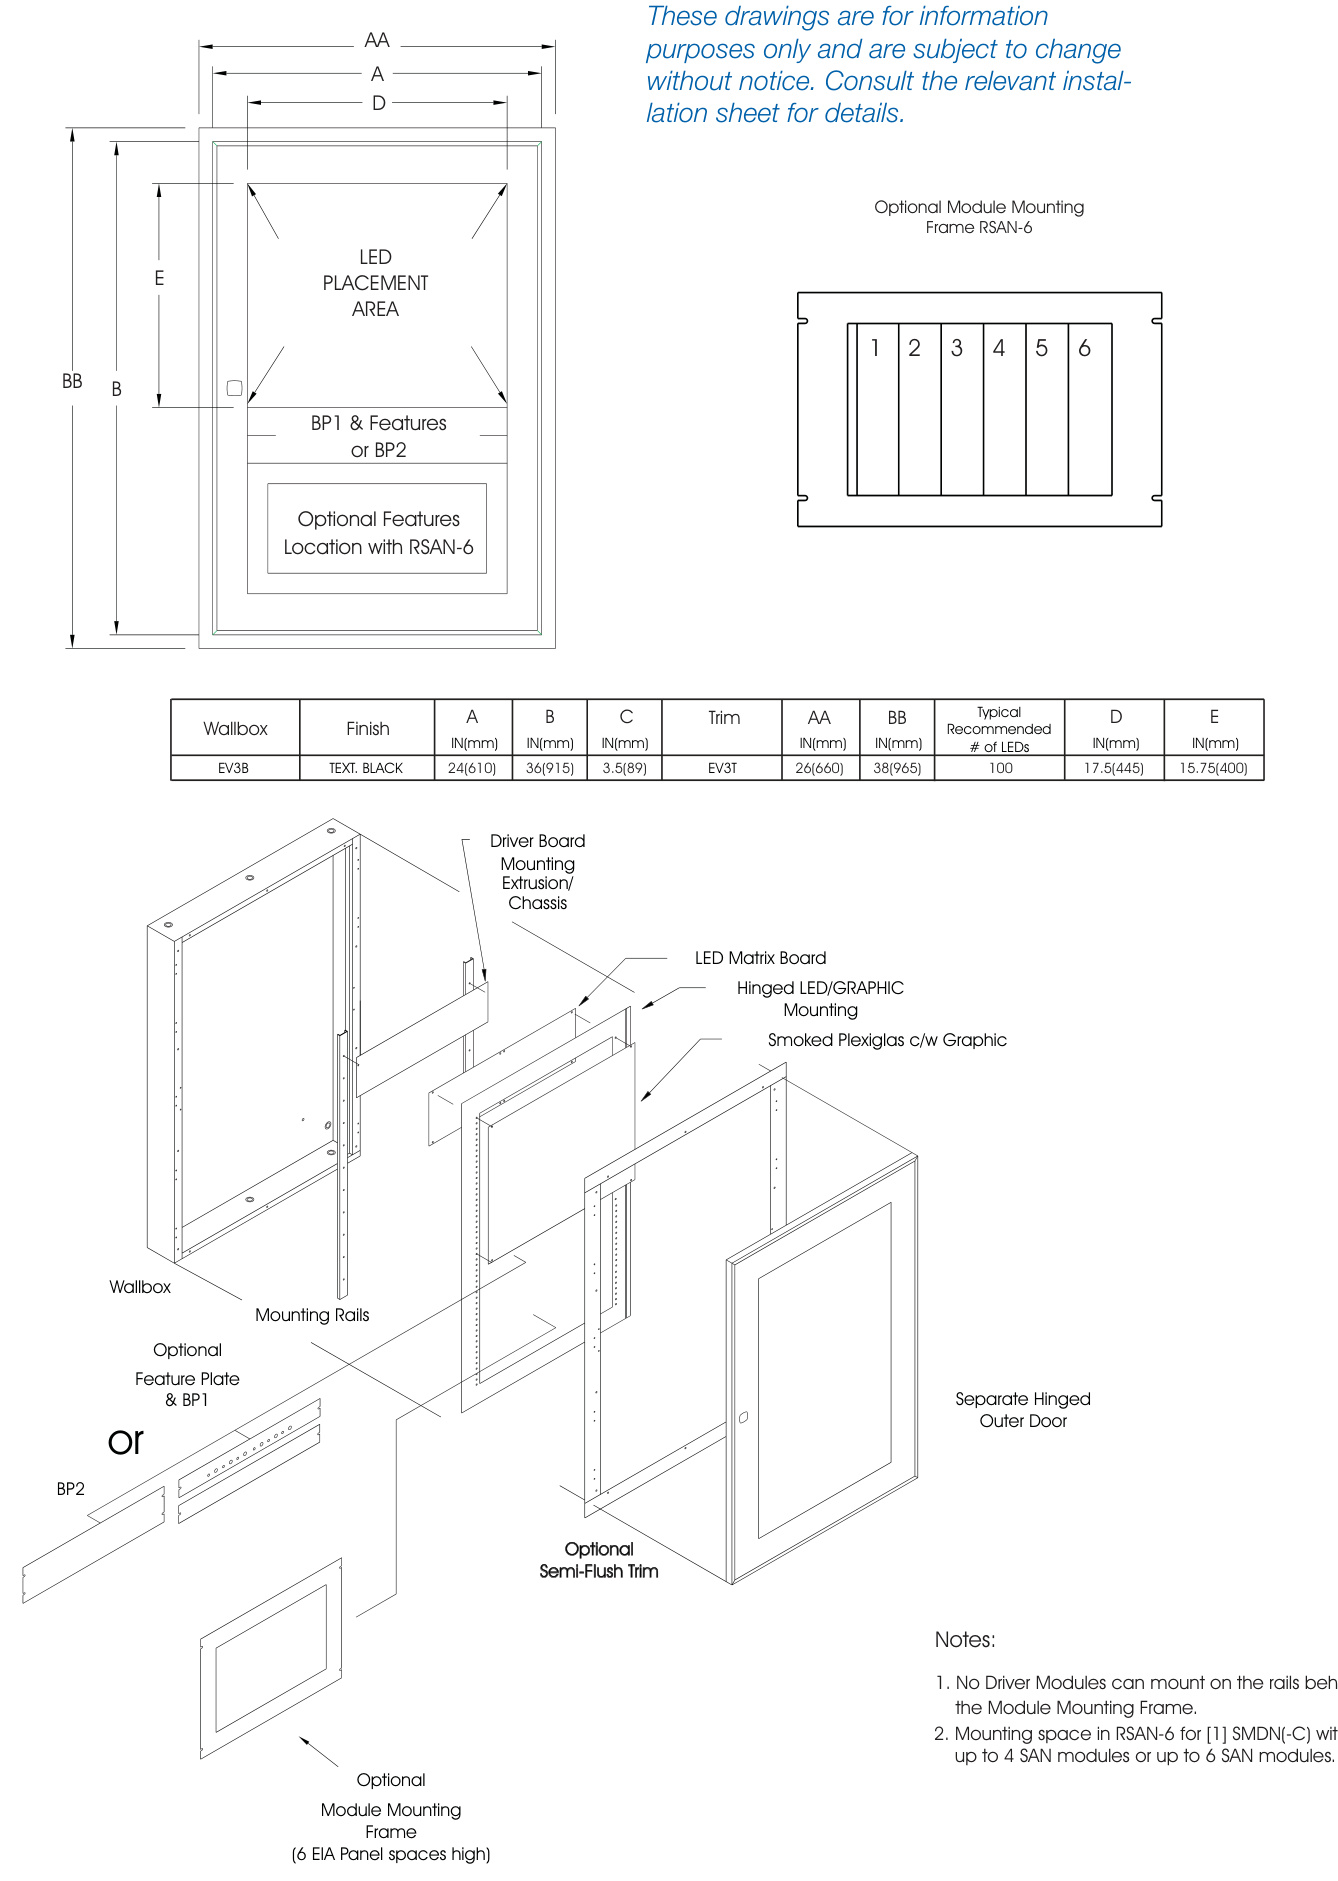 These drawings are for information
purposes only and are subject to change
without notice. Consult the relevant instal-
lation sheet for details.
AA
A
D
E
BB
B
LED
PLACEMENT
AREA
BP1 & Features
or BP2
Optional Features
Location with RSAN-6
Optional Module Mounting
Frame RSAN-6
1 2 3 4 5 6
Wallbox Finish A IN(mm) B IN(mm) C IN(mm) Trim AA IN(mm) BB IN(mm) Typical Recommended # of LEDs D IN(mm) E IN(mm)
EV3B TEXT. BLACK 24(610) 36(915) 3.5(89) EV3T 26(660) 38(965) 100 17.5(445) 15.75(400)
Driver Board
Mounting
Extrusion/
Chassis
LED Matrix Board
Hinged LED/GRAPHIC
Mounting
Smoked Plexiglas c/w Graphic
Wallbox
Mounting Rails
Optional
Feature Plate
& BP1
or
BP2
Separate Hinged
Outer Door
Optional
Semi-Flush Trim
Optional
Module Mounting
Frame
(6 EIA Panel spaces high)
Notes:
1. No Driver Modules can mount on the rails beh
the Module Mounting Frame.
2. Mounting space in RSAN-6 for [1] SMDN(-C) wit
up to 4 SAN modules or up to 6 SAN modules.